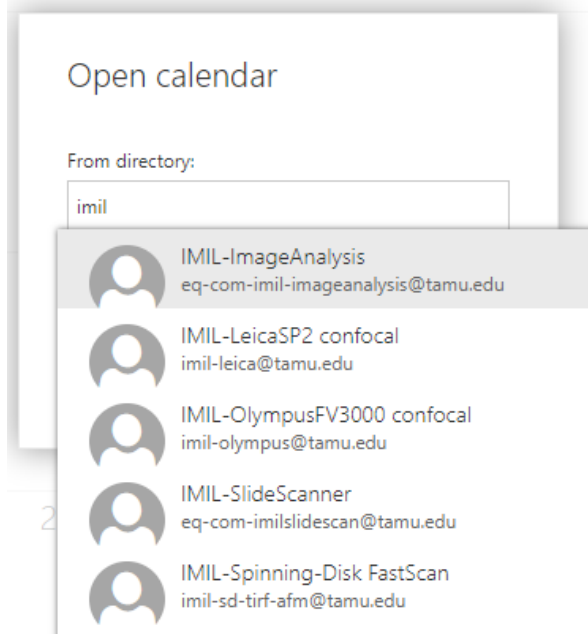 Open calendar
From directory:
imil
IMIL-ImageAnalysis
eq-com-imil-imageanalysis@tamu.edu
IMIL-LeicaSP2 confocal
imil-leica@tamu.edu
IMIL-OlympusFV3000 confocal
imil-olympus@tamu.edu
2
IMIL-SlideScanner
eq-com-imilslidescan@tamu.edu
IMIL-Spinning-Disk FastScan
imil-sd-tirf-afm@tamu.edu